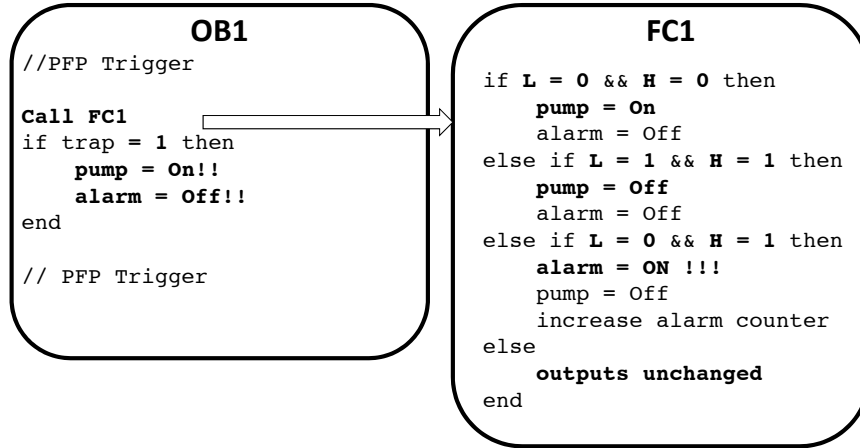 OB1
//PFP Trigger
Call FC1
if trap = 1 then
pump = On!!
alarm = Off!!
end
// PFP Trigger
FC1
if L = 0 && H = 0 then
pump = On
alarm = Off
else if L = 1 && H = 1 then
pump = Off
alarm = Off
else if L = 0 && H = 1 then
alarm = ON !!!
pump = Off
increase alarm counter
else
outputs unchanged
end